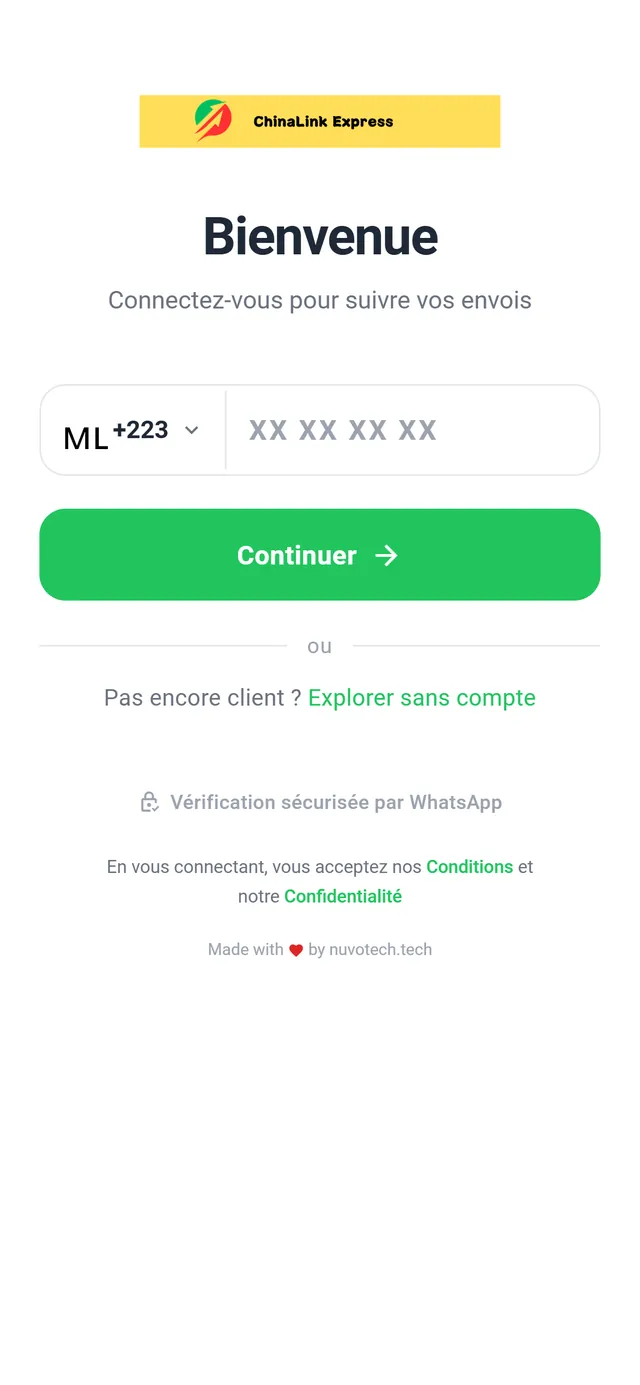 ChinaLink Express
Bienvenue
Connectez-vous pour suivre vos envois
ML +223 XX XX XX XX
Continuer →
ou
Pas encore client ? Explorer sans compte
Vérification sécurisée par WhatsApp
En vous connectant, vous acceptez nos Conditions et
notre Confidentialité
Made with ❤ by nuvotech.tech